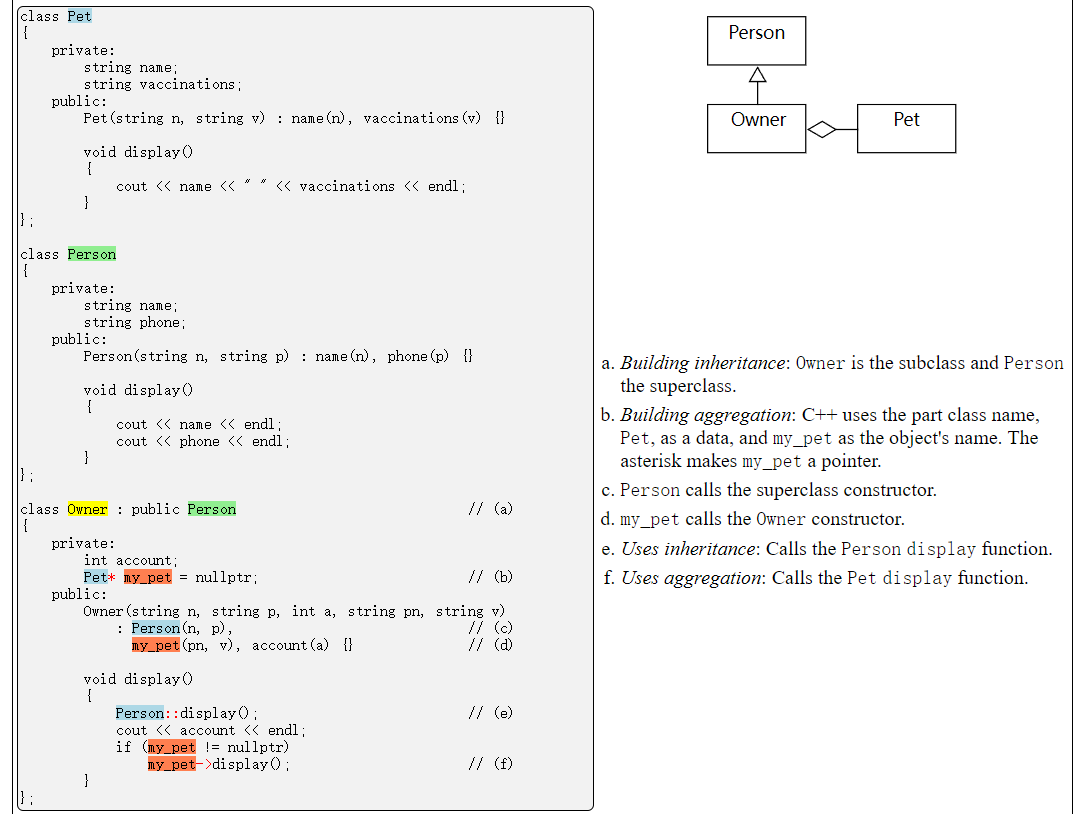 class Pet
{
    private:
        string name;
        string vaccinations;
    public:
        Pet(string n, string v) : name(n), vaccinations(v) {}

        void display()
        {
            cout << name << " " << vaccinations << endl;
        }
};

class Person
{
    private:
        string name;
        string phone;
    public:
        Person(string n, string p) : name(n), phone(p) {}

        void display()
        {
            cout << name << endl;
            cout << phone << endl;
        }
};

class Owner : public Person                              // (a)
{
    private:
        int account;
        Pet* my_pet = nullptr;                           // (b)
    public:
        Owner(string n, string p, int a, string pn, string v)
            : Person(n, p),                              // (c)
              my_pet(pn, v), account(a) {}               // (d)

        void display()
        {
            Person::display();                           // (e)
            cout << account << endl;
            if (my_pet != nullptr)
                my_pet->display();                       // (f)
        }
};
Person
Owner
Pet
a. Building inheritance: Owner is the subclass and Person
the superclass.
b. Building aggregation: C++ uses the part class name,
Pet, as a data, and my_pet as the object's name. The
asterisk makes my_pet a pointer.
c. Person calls the superclass constructor.
d. my_pet calls the Owner constructor.
e. Uses inheritance: Calls the Person display function.
f. Uses aggregation: Calls the Pet display function.